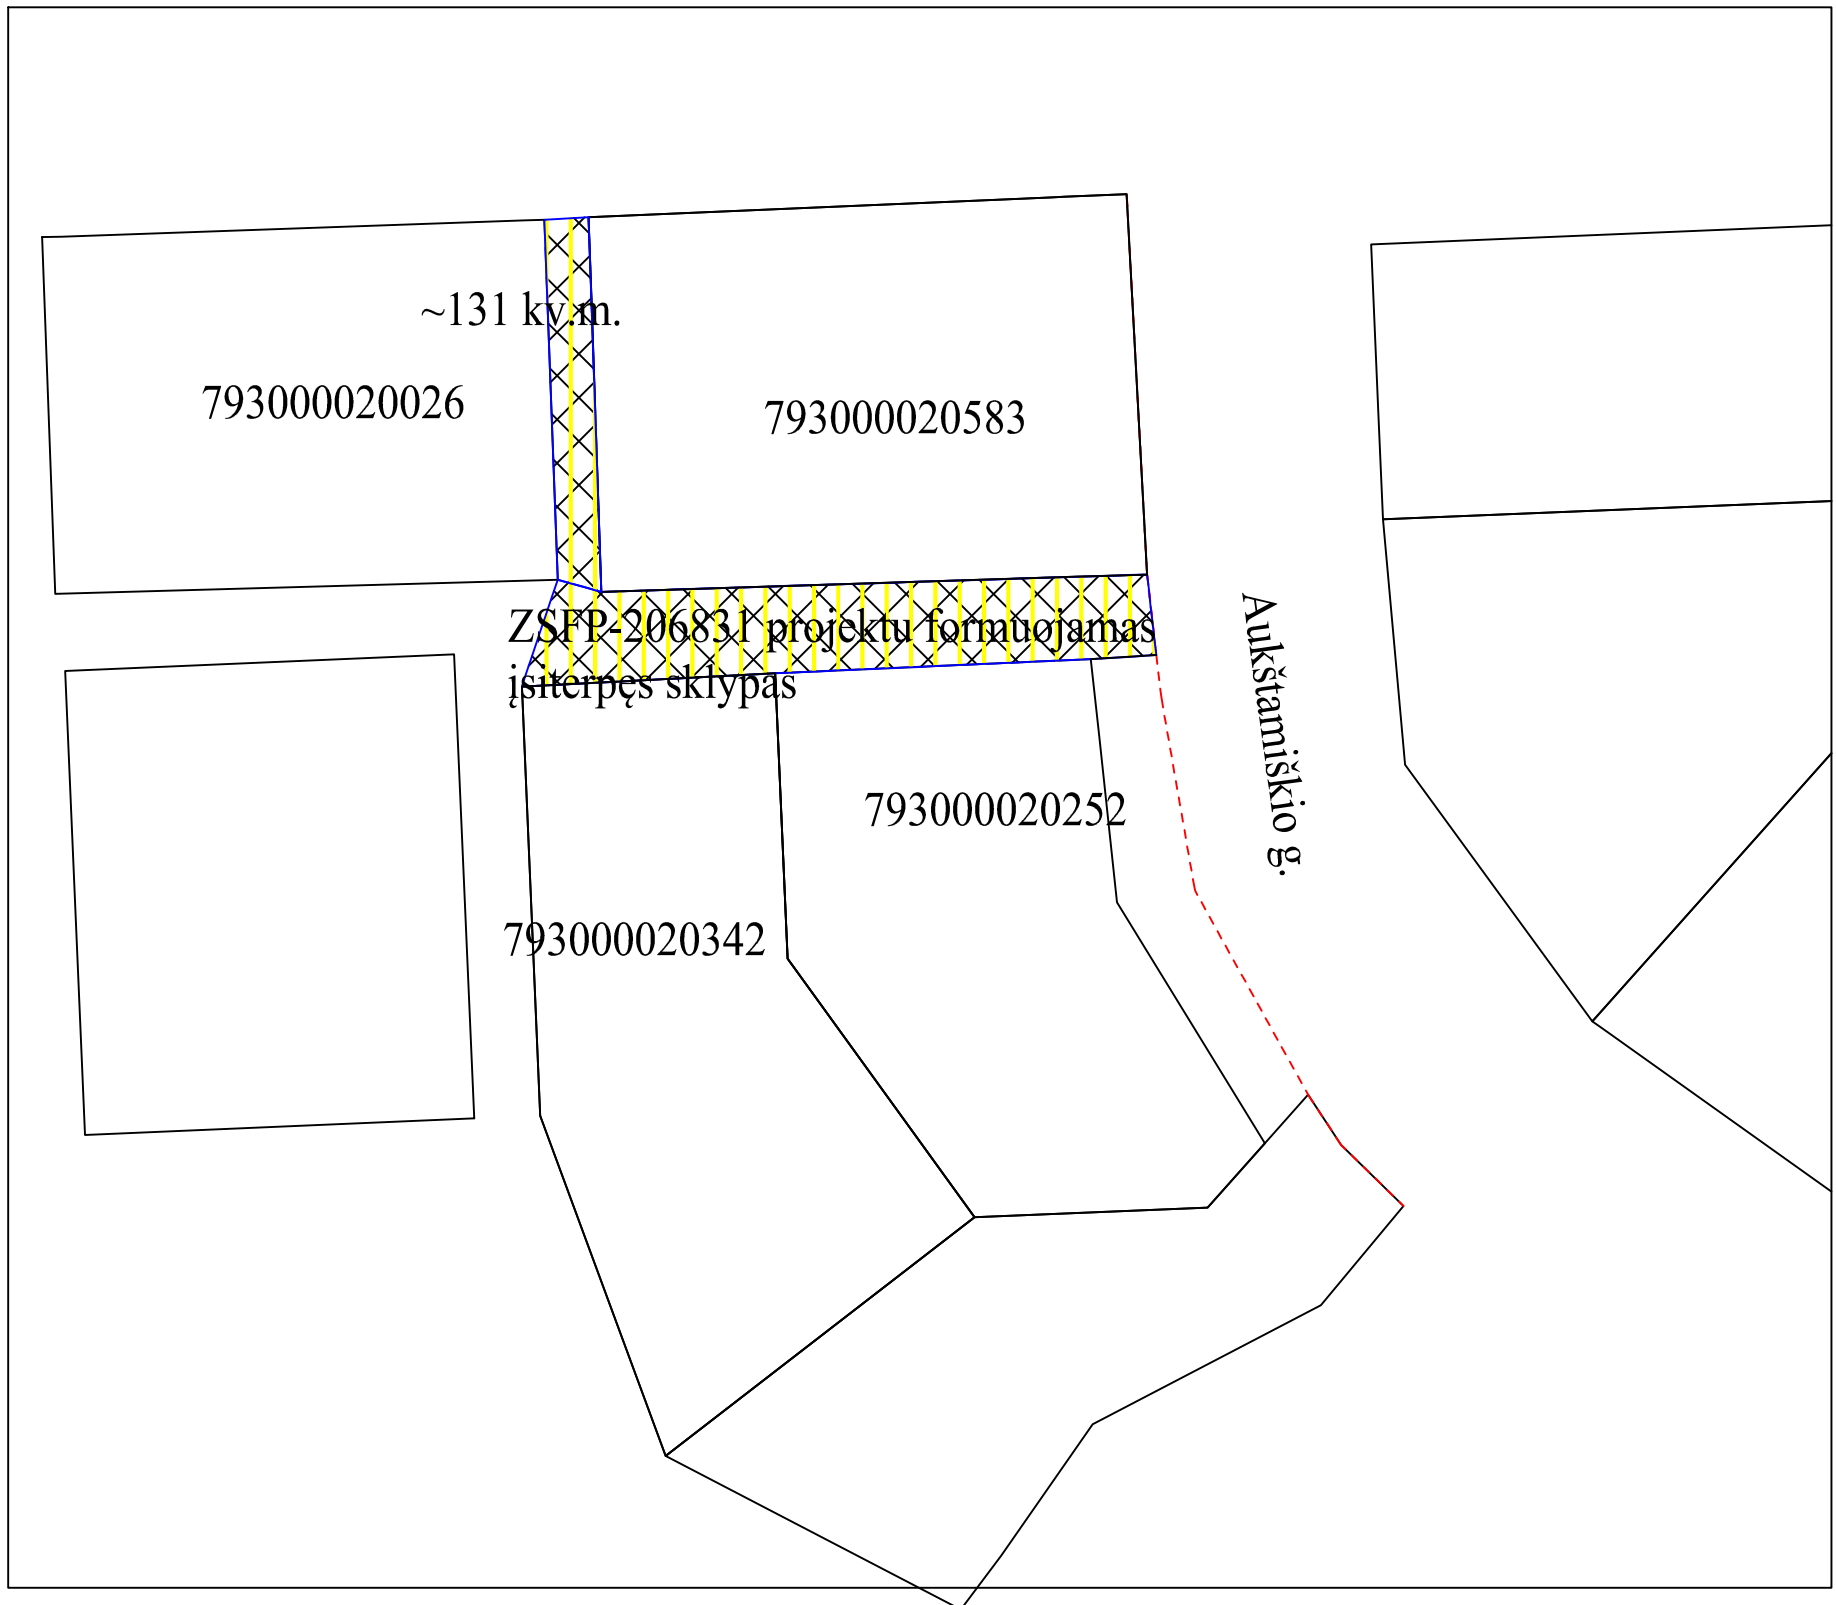 ~131 kv.m.
793000020026
793000020583
ZSFP-206831 projektu formuojamas
įsiterpęs sklypas
Aukštamiškio g.
793000020252
793000020342